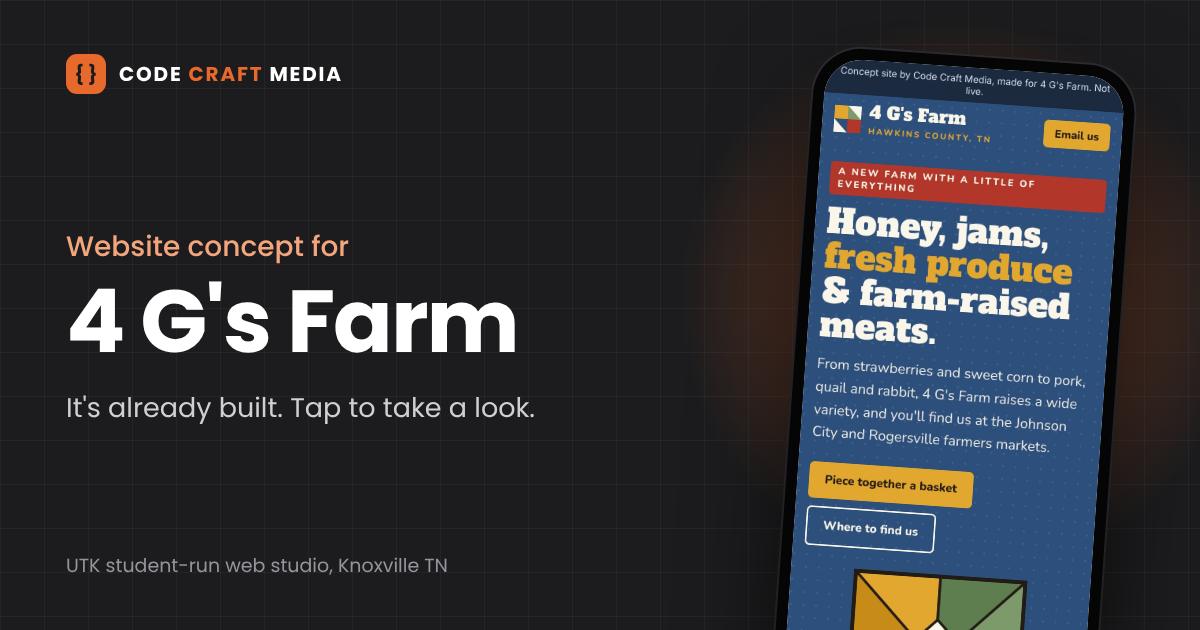 { } CODE CRAFT MEDIA
Website concept for
4 G's Farm
It's already built. Tap to take a look.
UTK student-run web studio, Knoxville TN
Concept site by Code Craft Media, made for 4 G's Farm. Not
live.
4 G's Farm
HAWKINS COUNTY, TN
Email us
A NEW FARM WITH A LITTLE OF
EVERYTHING
Honey, jams,
fresh produce
& farm-raised
meats.
From strawberries and sweet corn to pork,
quail and rabbit, 4 G's Farm raises a wide
variety, and you'll find us at the Johnson
City and Rogersville farmers markets.
Piece together a basket
Where to find us